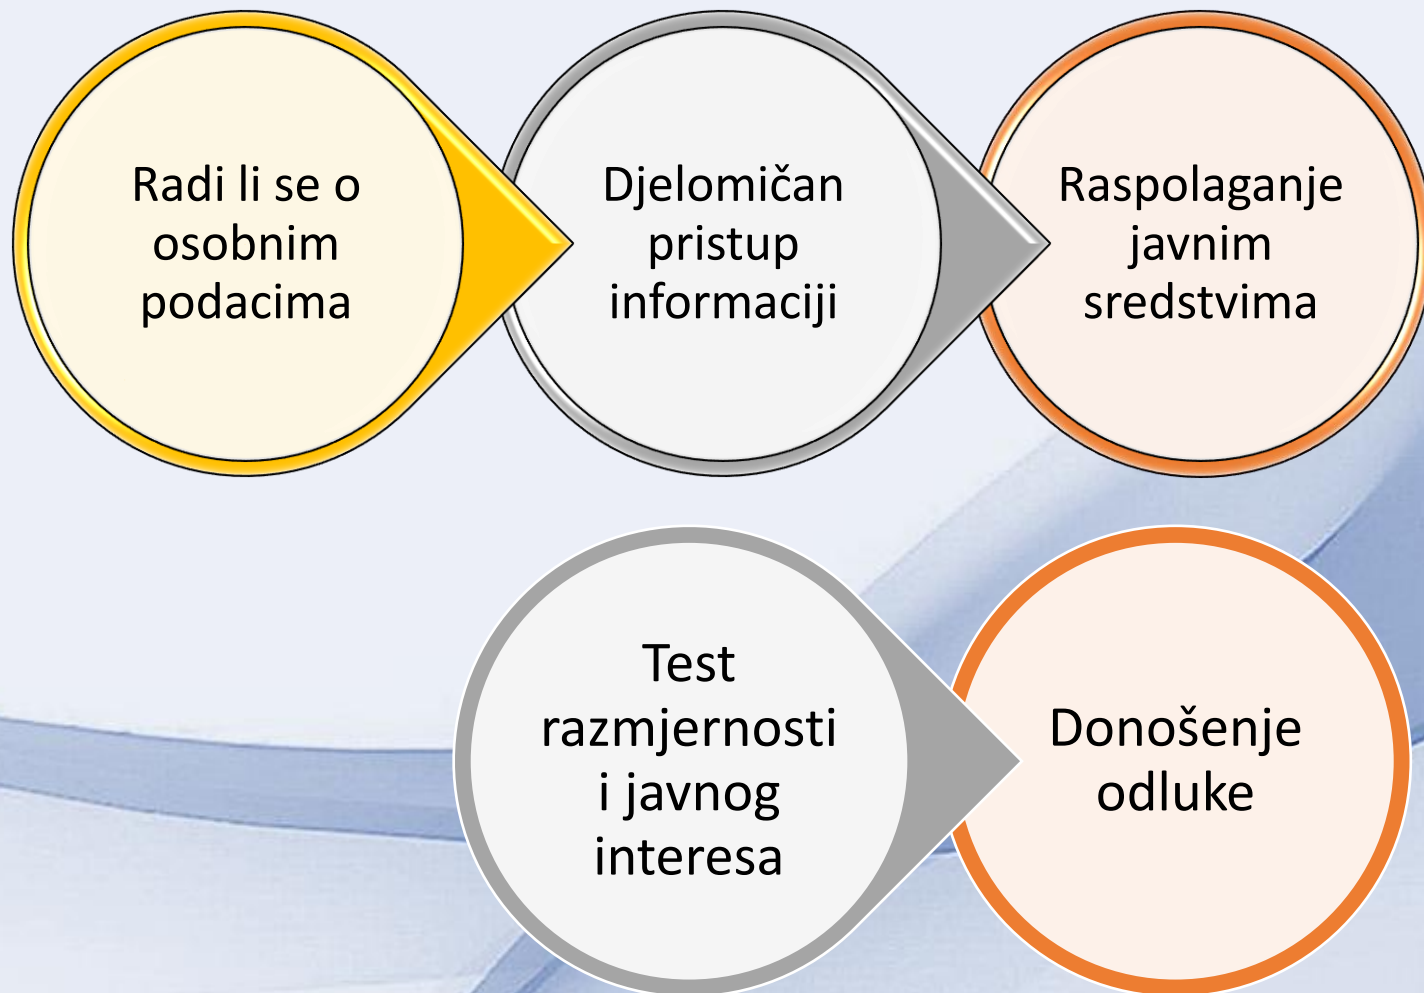 Radi li se o
osobnim
podacima
Djelomičan
pristup
informaciji
Raspolaganje
javnim
sredstvima
Test
razmjernosti
i javnog
interesa
Donošenje
odluke